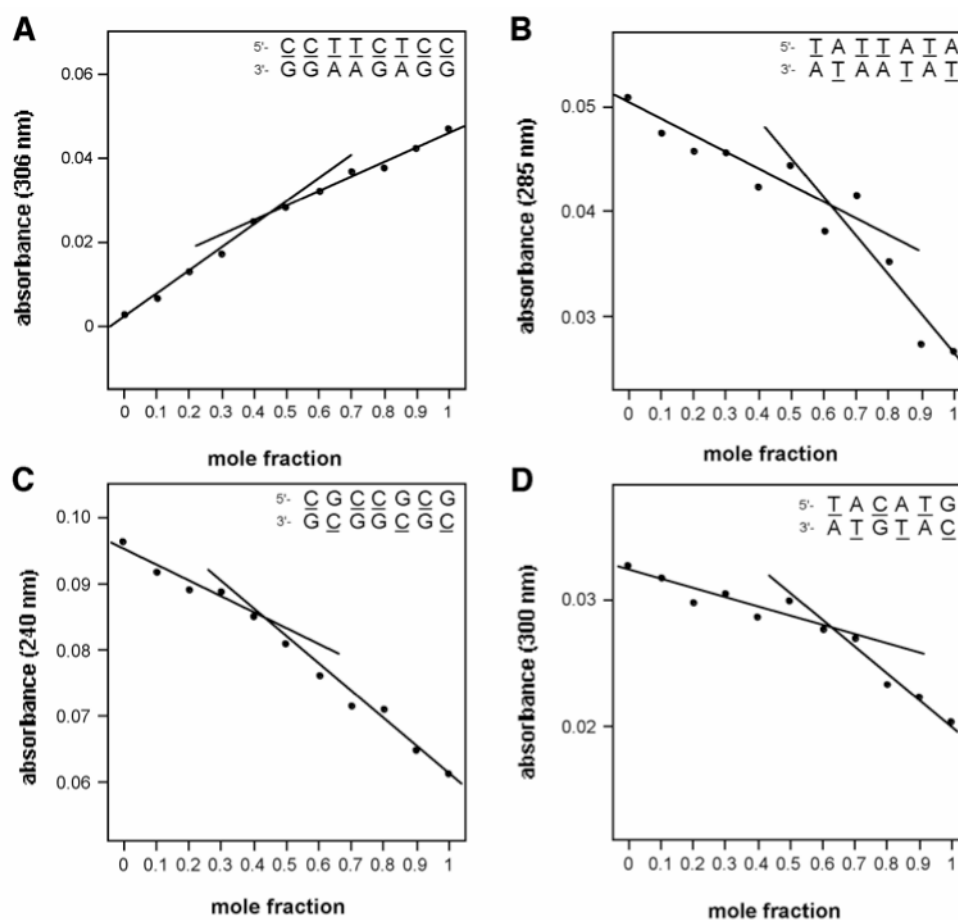 A
5'- C C T T C T C C
3'- G G A A G A G G
absorbance (306 nm)
0.06
0.04
0.02
0
0 0.1 0.2 0.3 0.4 0.5 0.6 0.7 0.8 0.9 1
mole fraction
B
5'- T A T T A T A
3'- A T A A T A T
absorbance (285 nm)
0.05
0.04
0.03
0 0.1 0.2 0.3 0.4 0.5 0.6 0.7 0.8 0.9 1
mole fraction
C
5'- C G C C G C G
3'- G C G G C G C
absorbance (240 nm)
0.10
0.09
0.08
0.07
0.06
0 0.1 0.2 0.3 0.4 0.5 0.6 0.7 0.8 0.9 1
mole fraction
D
5'- T A C A T G
3'- A T G T A C
absorbance (300 nm)
0.03
0.02
0 0.1 0.2 0.3 0.4 0.5 0.6 0.7 0.8 0.9 1
mole fraction